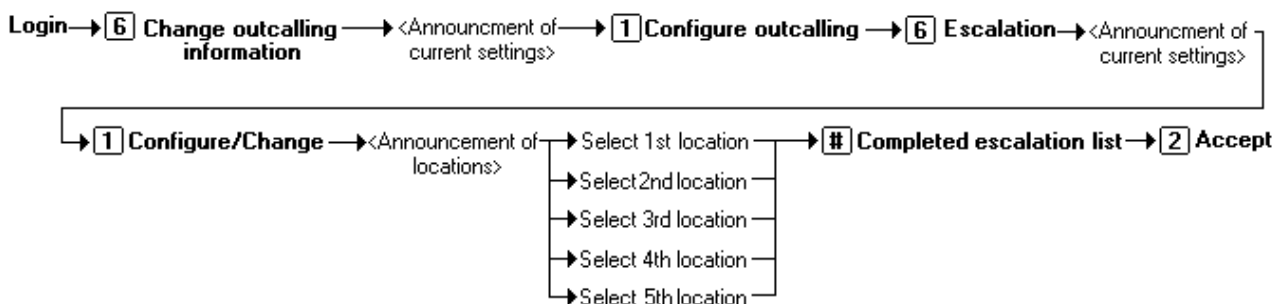 Login 6 Change outcalling information <Announcment of current settings> 1 Configure outcalling 6 Escalation <Announcment of current settings>
1 Configure/Change <Announcement of locations> Select 1st location # Completed escalation list 2 Accept
Select 2nd location
Select 3rd location
Select 4th location
Select 5th location